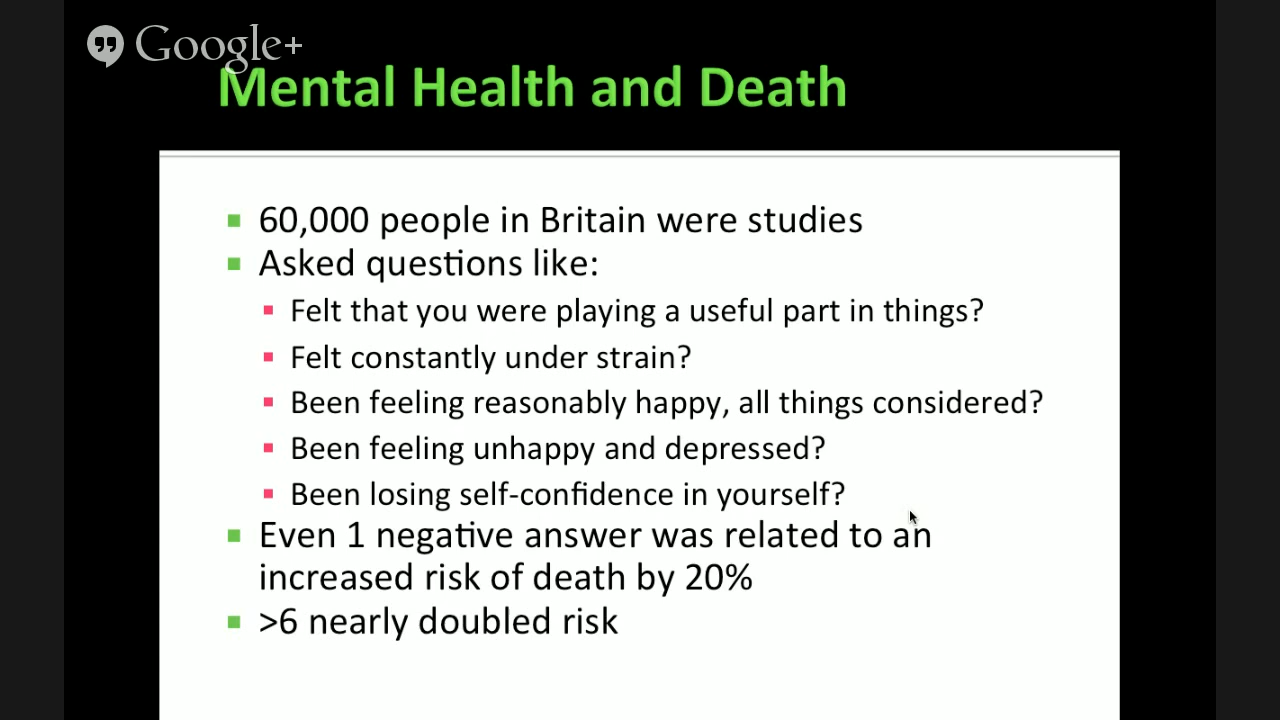 Google+
Mental Health and Death
60,000 people in Britain were studies
Asked questions like:
Felt that you were playing a useful part in things?
Felt constantly under strain?
Been feeling reasonably happy, all things considered?
Been feeling unhappy and depressed?
Been losing self-confidence in yourself?
Even 1 negative answer was related to an
increased risk of death by 20%
>6 nearly doubled risk